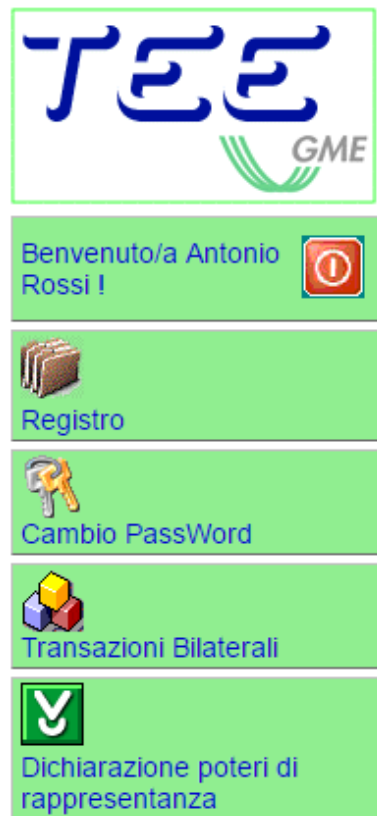 TEE
GME
Benvenuto/a Antonio
Rossi !
Registro
Cambio PassWord
Transazioni Bilaterali
Dichiarazione poteri di
rappresentanza